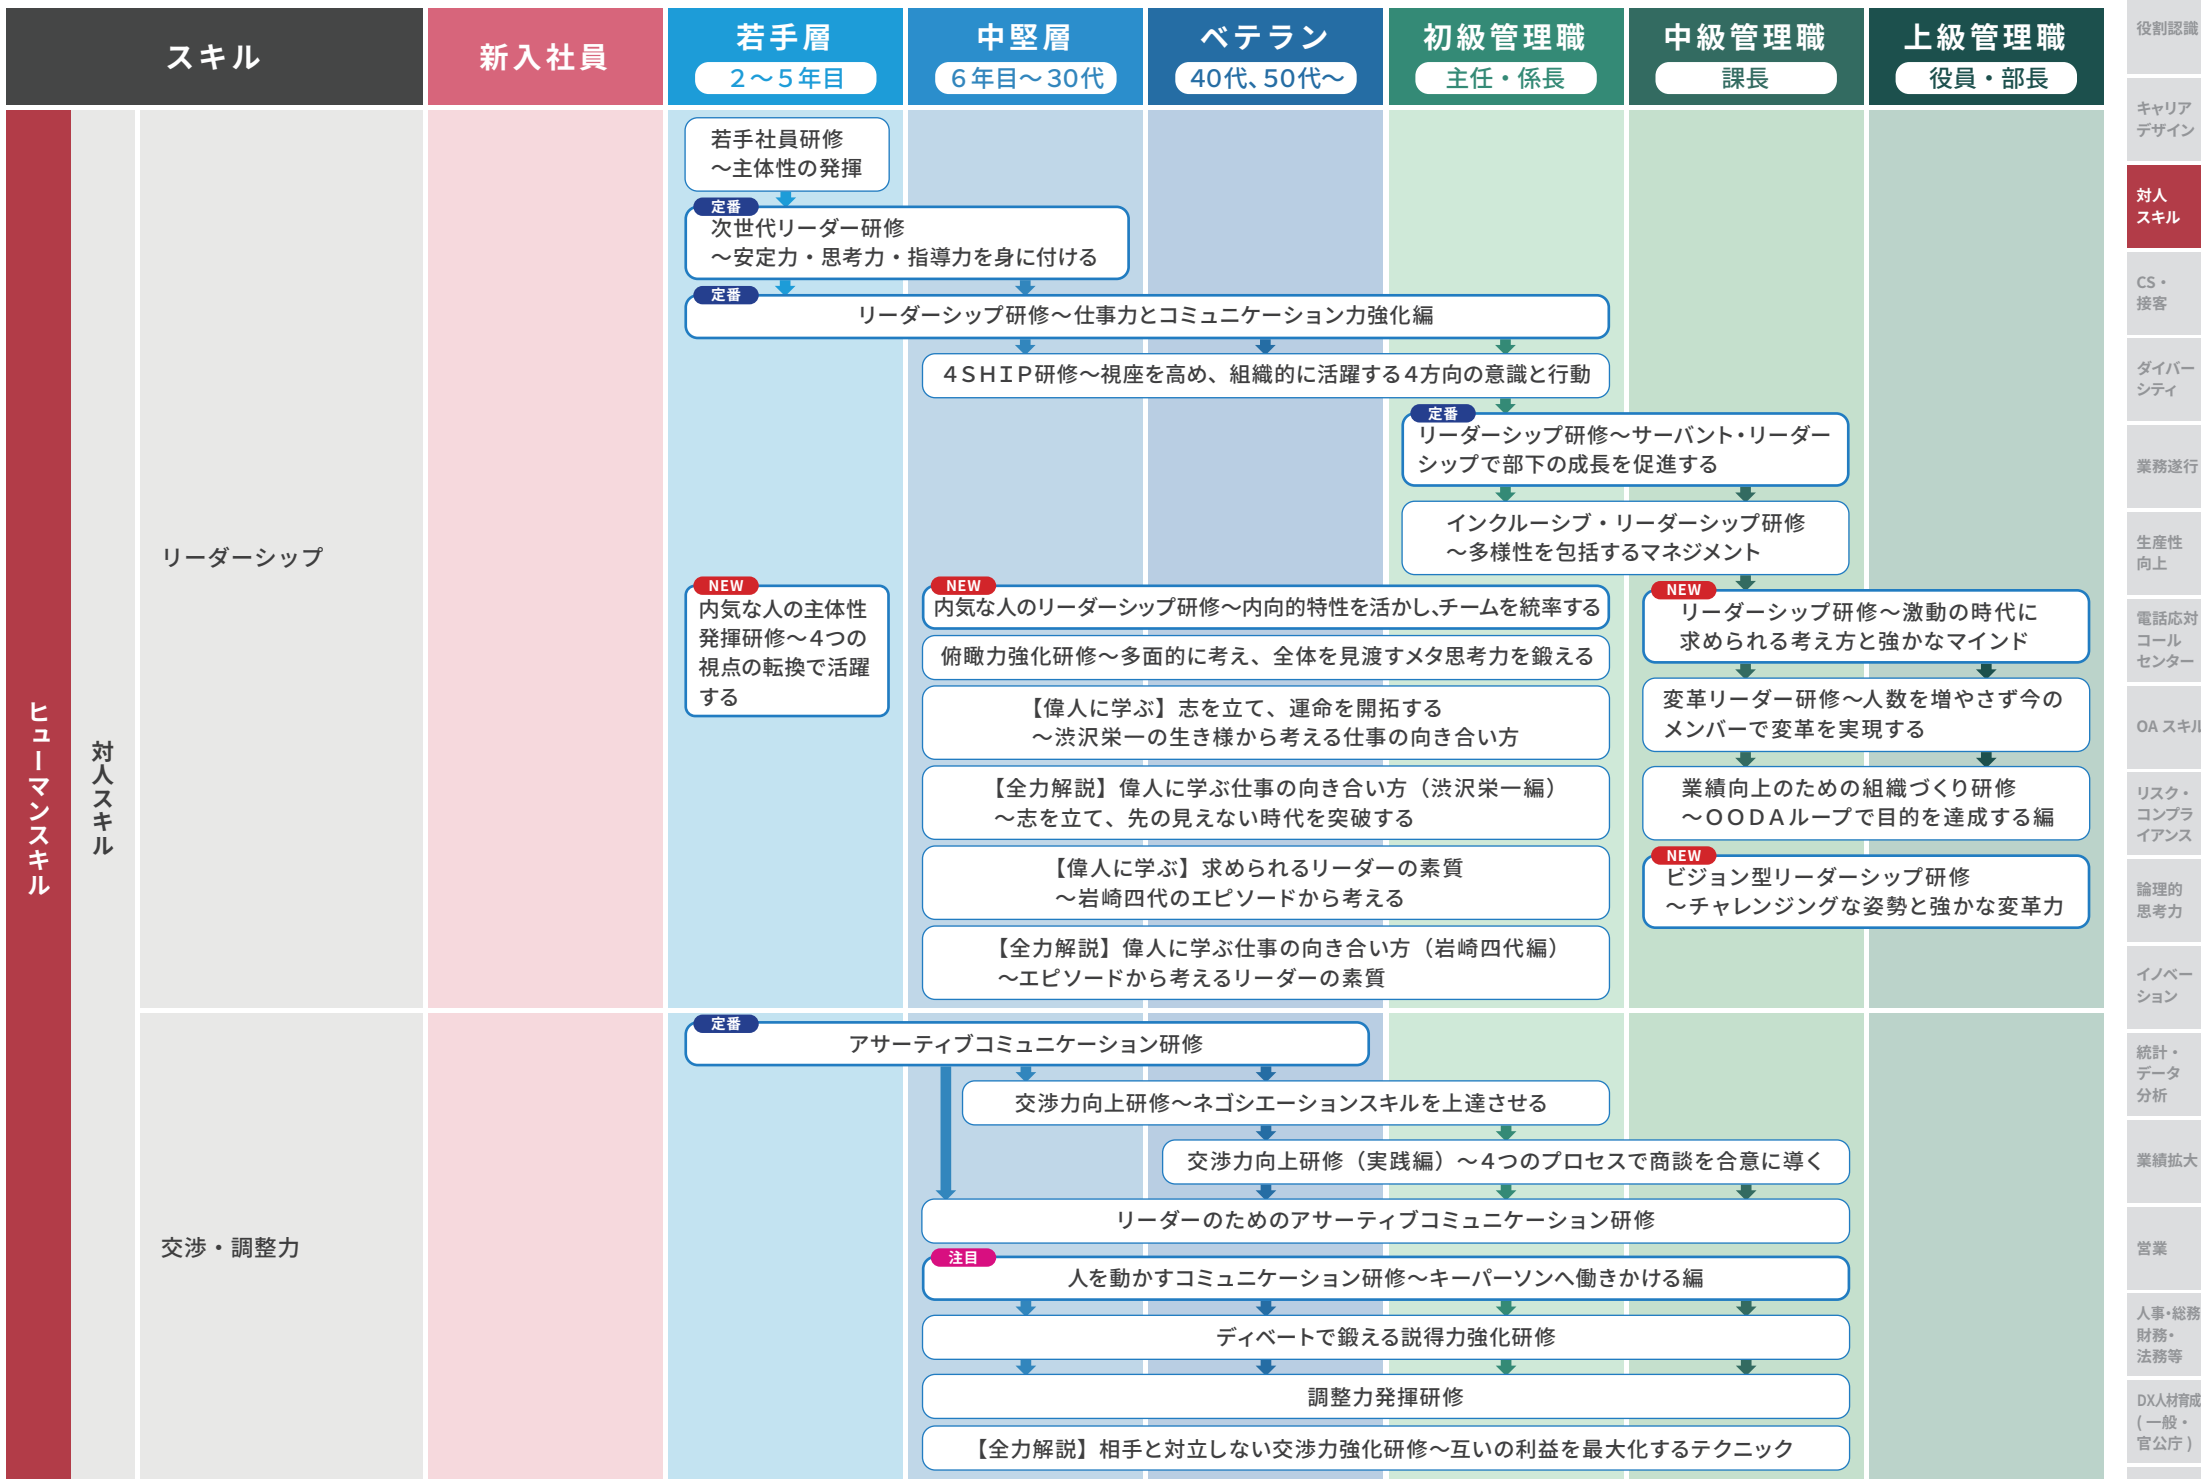 スキル
新入社員
若手層
２～５年目
中堅層
６年目～30代
ベテラン
40代、50代～
初級管理職
主任・係長
中級管理職
課長
上級管理職
役員・部長
ヒューマンスキル
対人スキル
リーダーシップ
若手社員研修
～主体性の発揮
定番
次世代リーダー研修
～安定力・思考力・指導力を身に付ける
定番
リーダーシップ研修～仕事力とコミュニケーション力強化編
４ＳＨＩＰ研修～視座を高め、組織的に活躍する４方向の意識と行動
定番
リーダーシップ研修～サーバント・リーダー
シップで部下の成長を促進する
インクルーシブ・リーダーシップ研修
～多様性を包括するマネジメント
NEW
内気な人の主体性
発揮研修～４つの
視点の転換で活躍
する
NEW
内気な人のリーダーシップ研修～内向的特性を活かし、チームを統率する
俯瞰力強化研修～多面的に考え、全体を見渡すメタ思考力を鍛える
【偉人に学ぶ】志を立て、運命を開拓する
～渋沢栄一の生き様から考える仕事の向き合い方
【全力解説】偉人に学ぶ仕事の向き合い方（渋沢栄一編）
～志を立て、先の見えない時代を突破する
【偉人に学ぶ】求められるリーダーの素質
～岩崎四代のエピソードから考える
【全力解説】偉人に学ぶ仕事の向き合い方（岩崎四代編）
～エピソードから考えるリーダーの素質
NEW
リーダーシップ研修～激動の時代に
求められる考え方と強かなマインド
変革リーダー研修～人数を増やさず今の
メンバーで変革を実現する
業績向上のための組織づくり研修
～ＯＯＤＡループで目的を達成する編
NEW
ビジョン型リーダーシップ研修
～チャレンジングな姿勢と強かな変革力
交渉・調整力
定番
アサーティブコミュニケーション研修
交渉力向上研修～ネゴシエーションスキルを上達させる
交渉力向上研修（実践編）～４つのプロセスで商談を合意に導く
リーダーのためのアサーティブコミュニケーション研修
注目
人を動かすコミュニケーション研修～キーパーソンへ働きかける編
ディベートで鍛える説得力強化研修
調整力発揮研修
【全力解説】相手と対立しない交渉力強化研修～互いの利益を最大化するテクニック
役割認識
キャリア
デザイン
対人
スキル
CS・
接客
ダイバー
シティ
業務遂行
生産性
向上
電話応対
コール
センター
OA スキル
リスク・
コンプラ
イアンス
論理的
思考力
イノベー
ション
統計・
データ
分析
業績拡大
営業
人事・総務
財務・
法務等
DX人材育成
( 一般・
官公庁 )